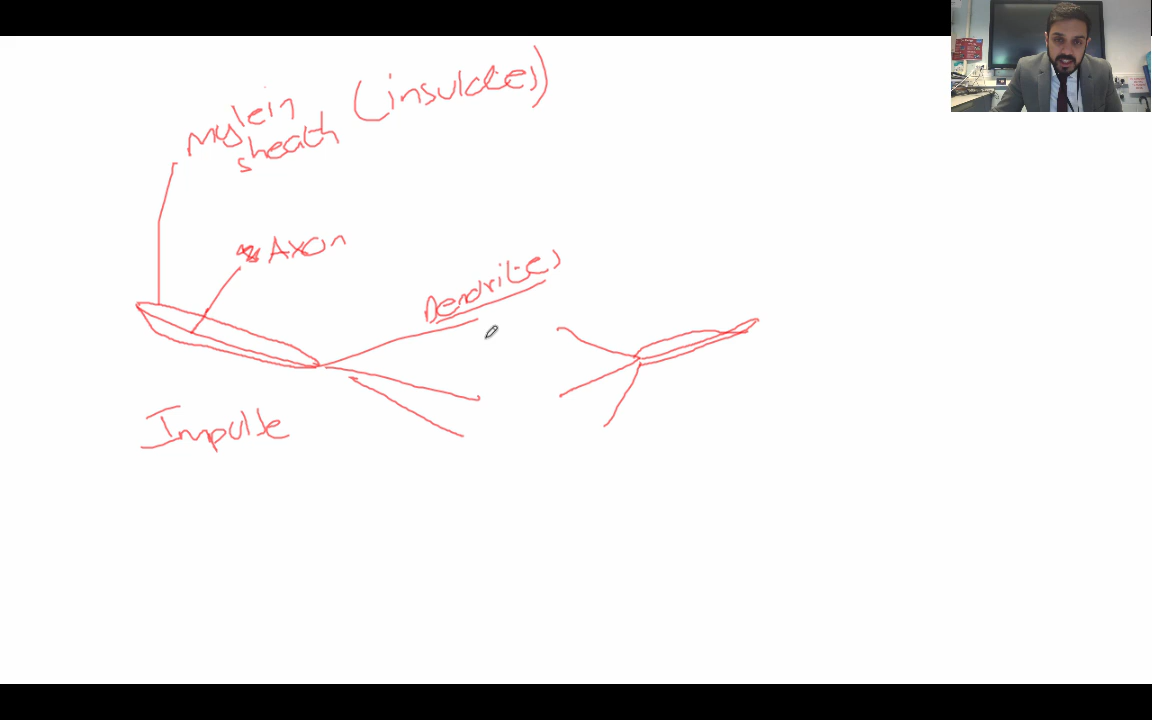 Mylein (insulates)
sheath
Axon
Dendrites
Impulse